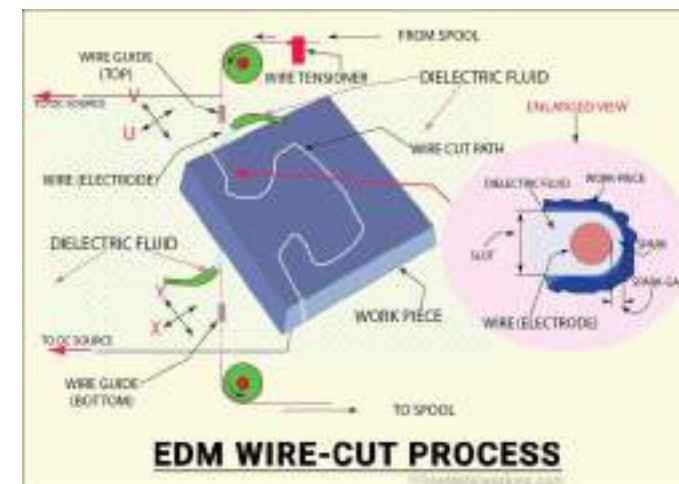 FROM SPOOL
WIRE GUIDE
(TOP)
WIRE TENSIONER
DIELECTRIC FLUID
TO DC SOURCE
V
U
ENLARGED VIEW
WIRE CUT PATH
WIRE (ELECTRODE)
DIELECTRIC FLUID
WORK-PIECE
SLOT
SPARK
SPARK-GA
WIRE (ELECTRODE)
DIELECTRIC FLUID
Y
X
WORK PIECE
TO DC SOURCE
WIRE GUIDE
(BOTTOM)
TO SPOOL
EDM WIRE-CUT PROCESS